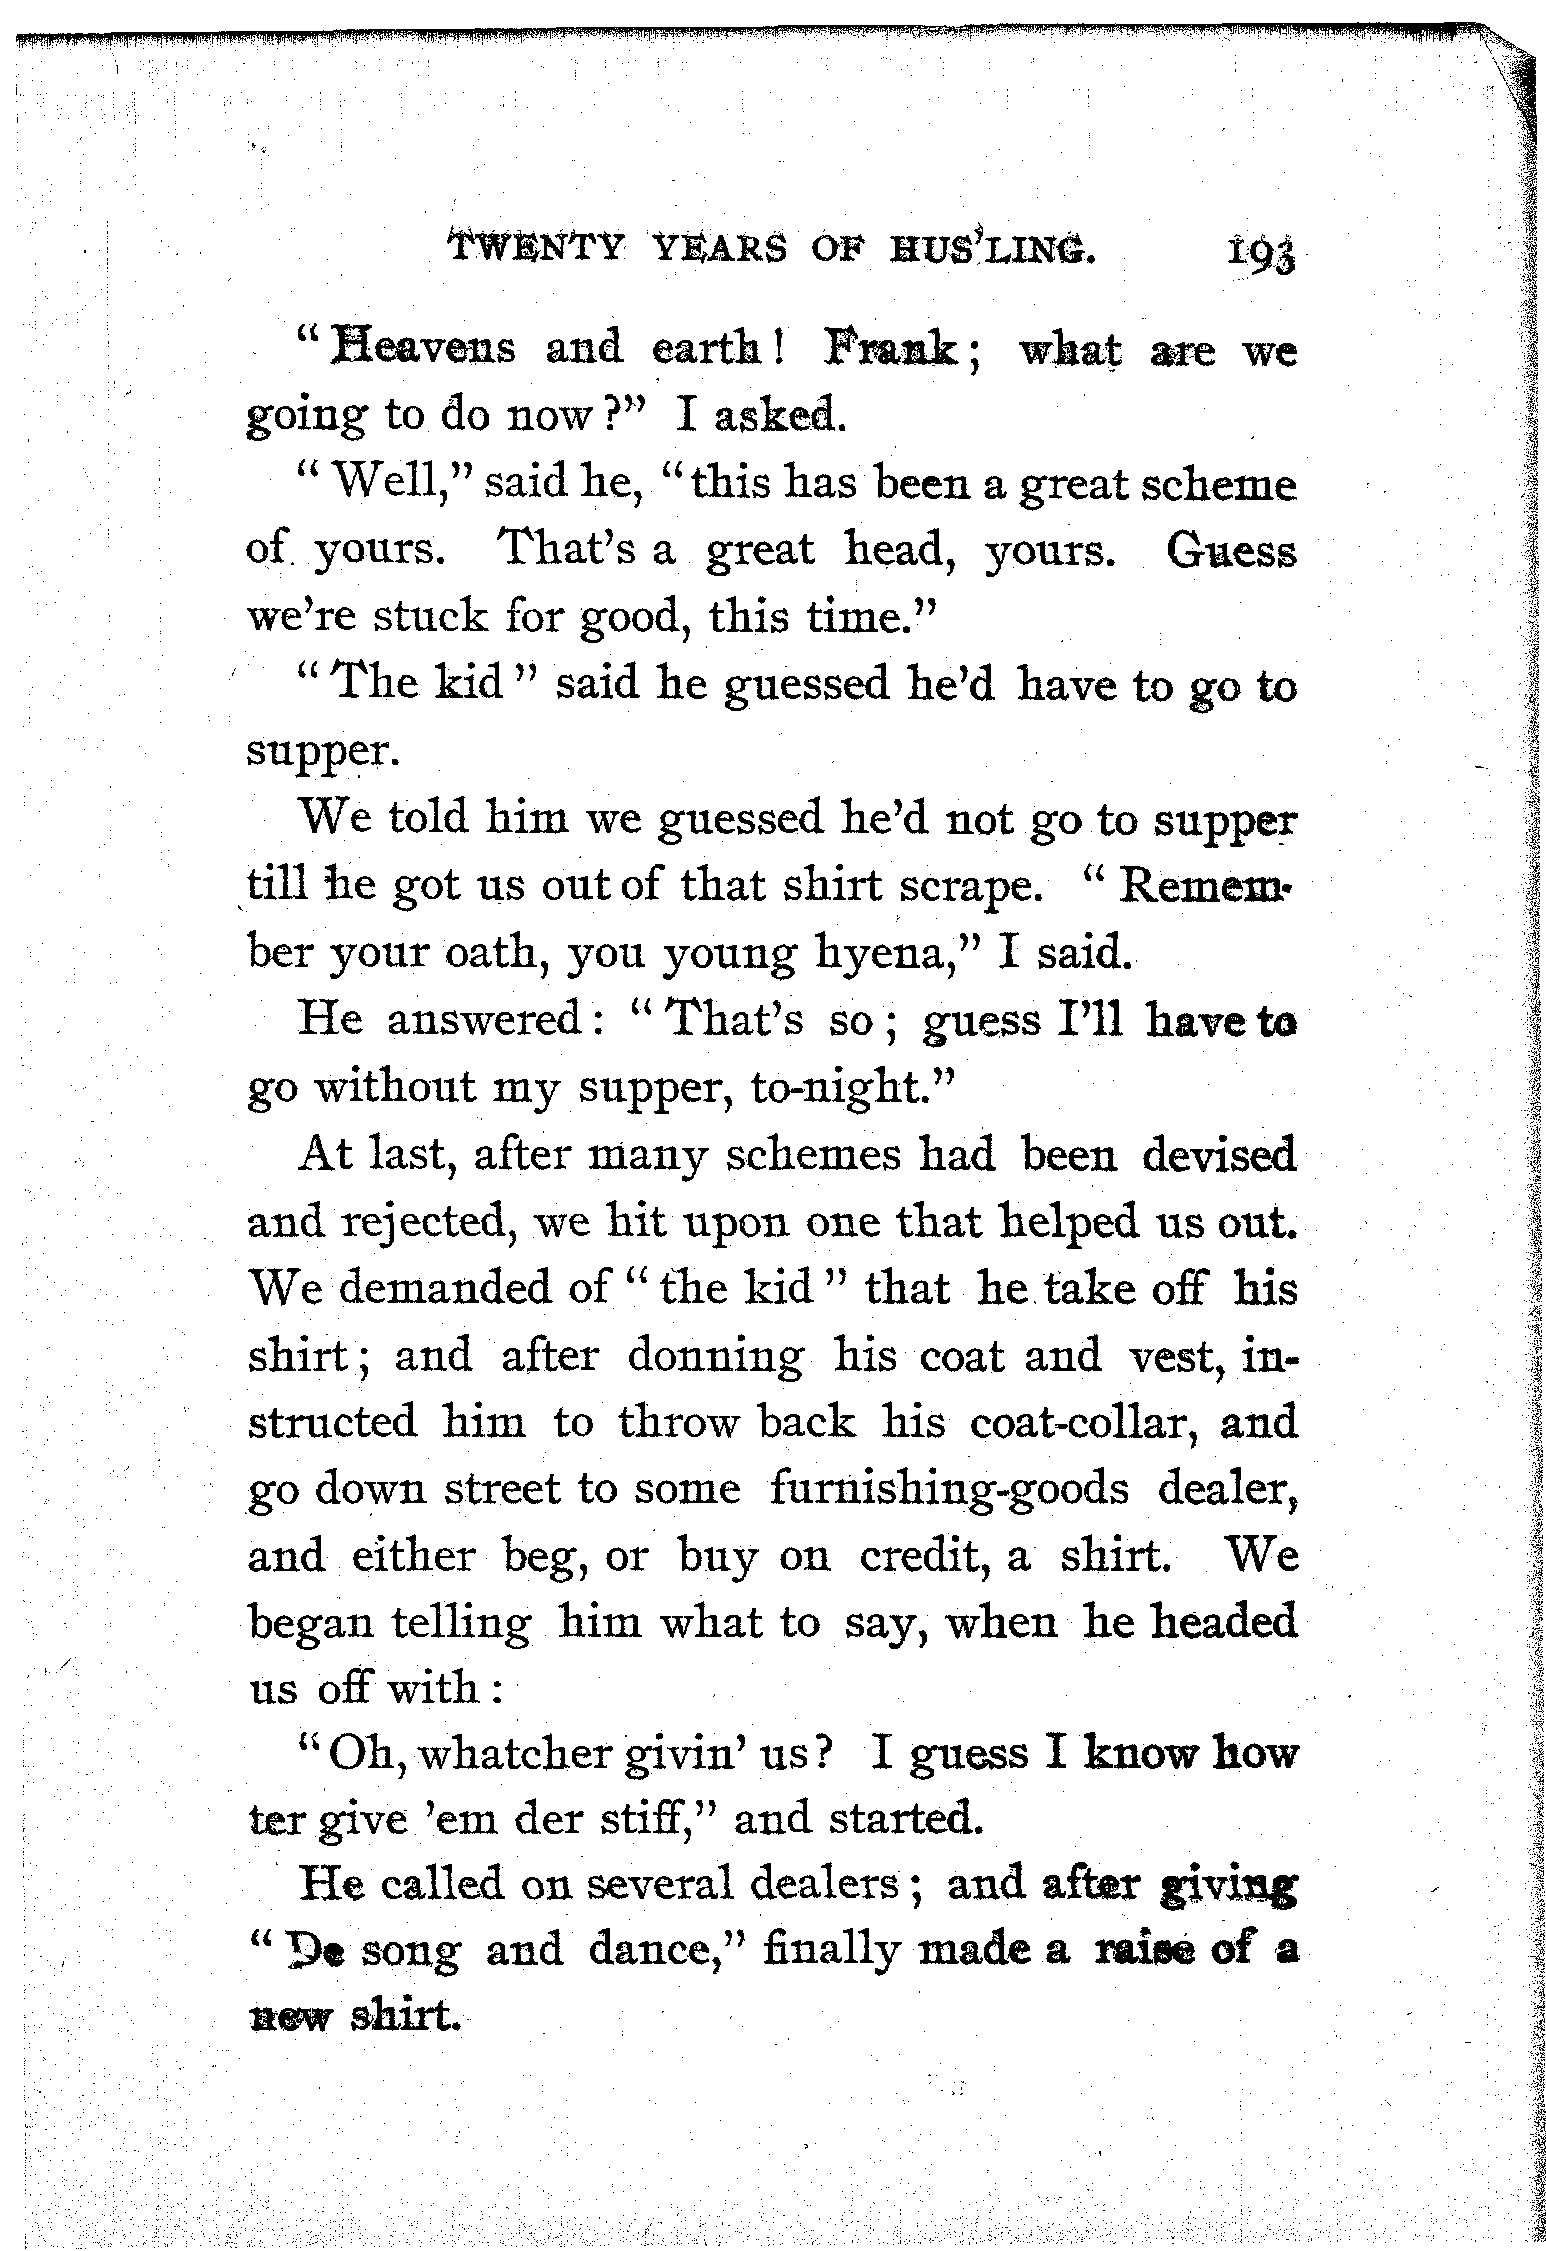 TWENTY YEARS OF HUS'LING. 193
"Heavens and earth! Frank; what are we
going to do now?" I asked.
"Well," said he, "this has been a great scheme
of yours. That's a great head, yours. Guess
we're stuck for good, this time."
"The kid" said he guessed he'd have to go to
supper.
We told him we guessed he'd not go to supper
till he got us out of that shirt scrape. "Remem-
ber your oath, you young hyena," I said.
He answered: "That's so; guess I'll have to
go without my supper, to-night."
At last, after many schemes had been devised
and rejected, we hit upon one that helped us out.
We demanded of "the kid" that he take off his
shirt; and after donning his coat and vest, in-
structed him to throw back his coat-collar, and
go down street to some furnishing-goods dealer,
and either beg, or buy on credit, a shirt. We
began telling him what to say, when he headed
us off with:
"Oh, whatcher givin' us? I guess I know how
ter give 'em der stiff," and started.
He called on several dealers; and after giving
"De song and dance," finally made a raise of a
new shirt.